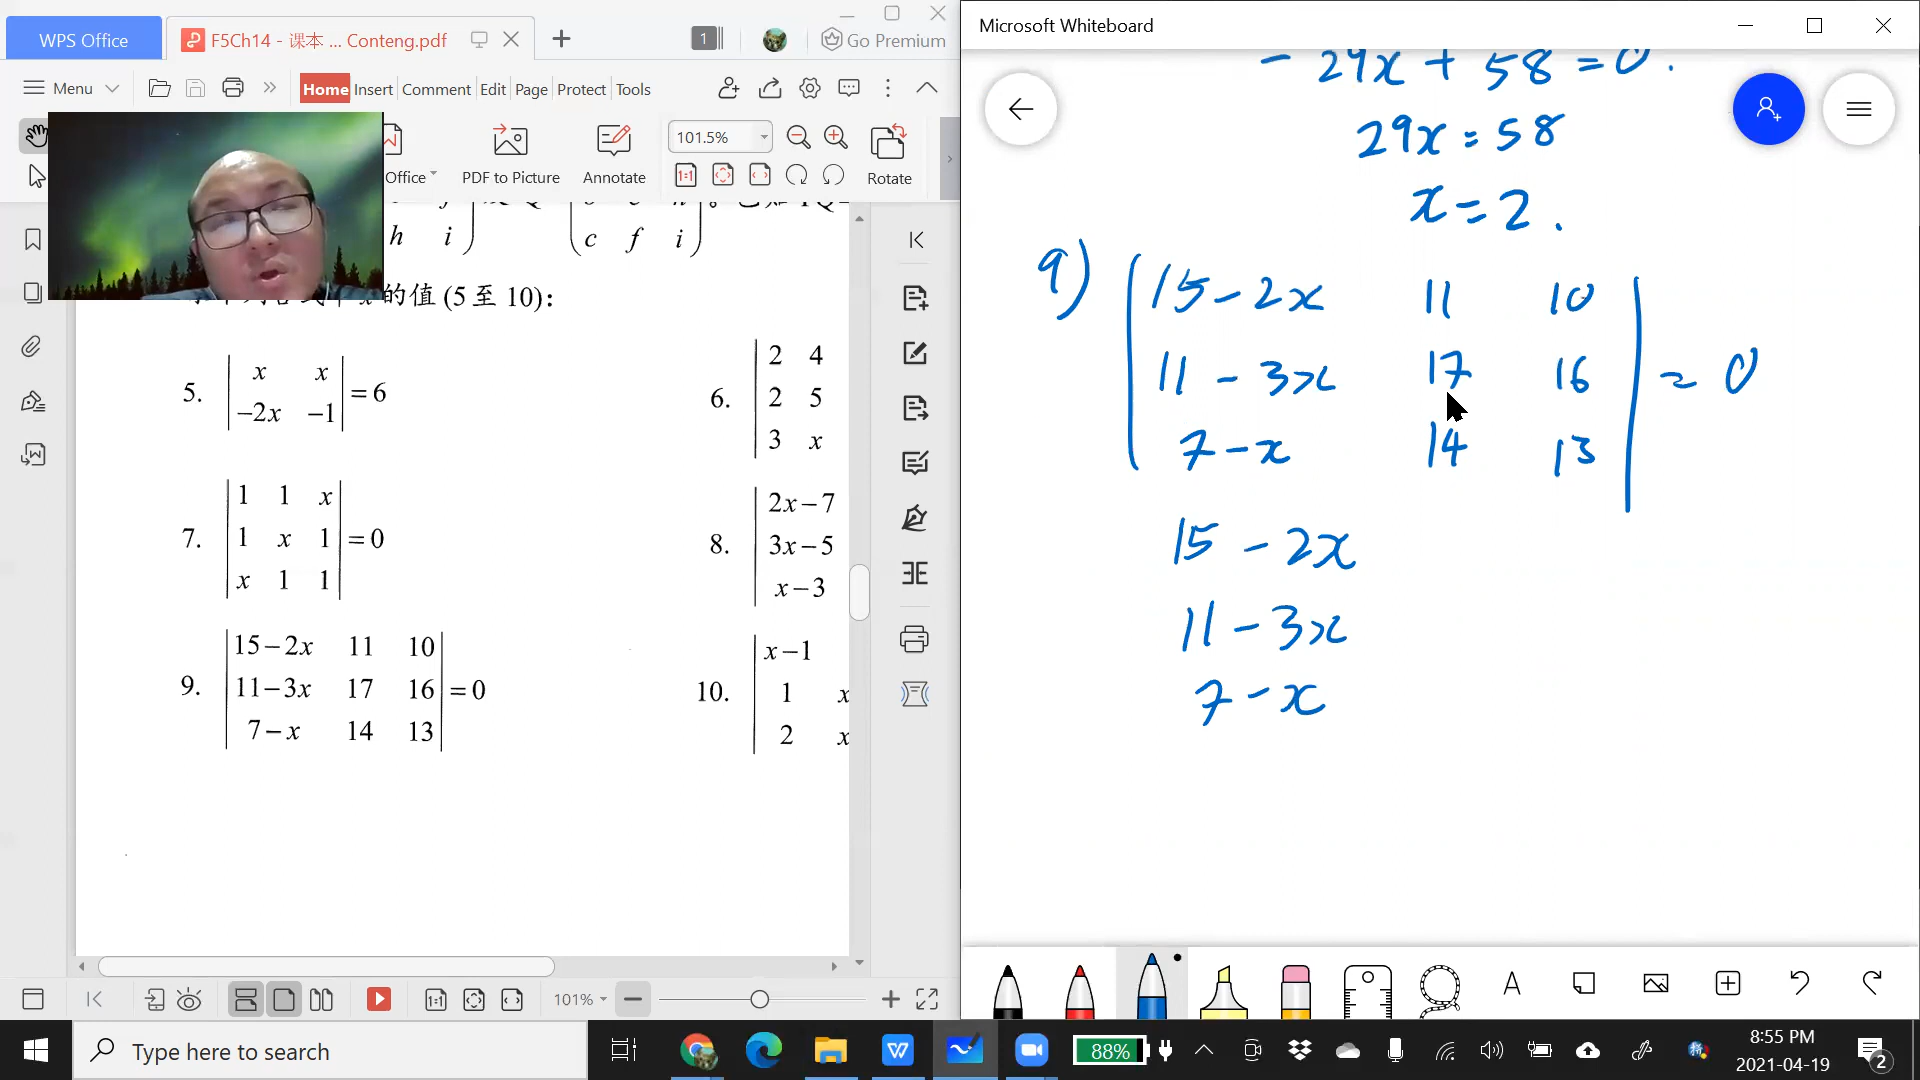 WPS Office
F5Ch14 - 课本 ... Conteng.pdf
1
Go Premium
Menu
Home Insert Comment Edit Page Protect Tools
101.5%
Office
PDF to Picture
Annotate
Rotate
h i
c f i
的值 (5 至 10)：
5. | x x | = 6
| −2x −1 |
6. | 2 4
| 2 5
| 3 x
7. | 1 1 x |
| 1 x 1 | = 0
| x 1 1 |
8. | 2x−7
| 3x−5
| x−3
9. | 15−2x 11 10 |
| 11−3x 17 16 | = 0
| 7−x 14 13 |
10. | x−1
| 1 x
| 2 x
101%
Microsoft Whiteboard
− 29x + 58 = 0.
29x = 58
x = 2.
9) | 15 − 2x 11 10 |
| 11 − 3x 17 16 | = 0
| 7 − x 14 13 |
15 − 2x
11 − 3x
7 − x
Type here to search
88%
8:55 PM
2021-04-19
2